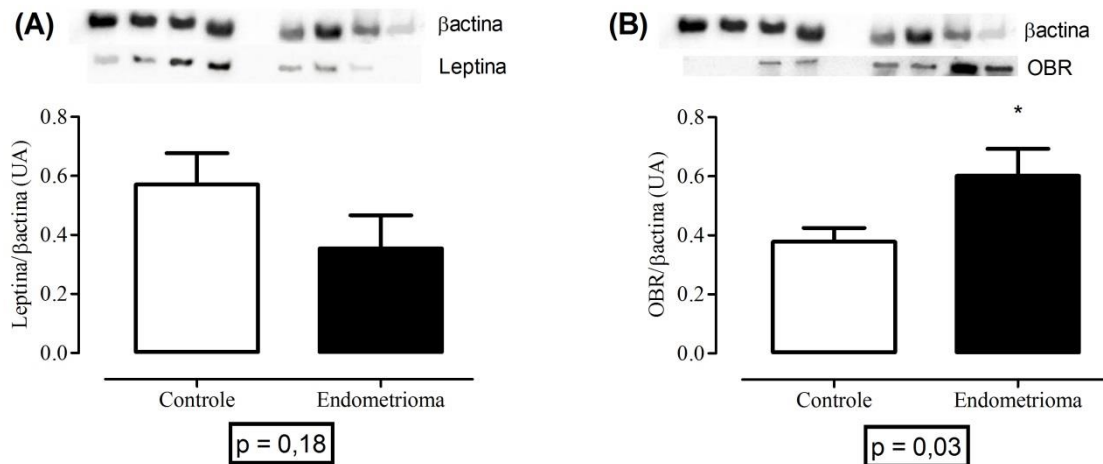 (A)
βactina
Leptina
Leptina/βactina (UA)
0.8
0.6
0.4
0.2
0.0
Controle Endometrioma
p = 0,18
(B)
βactina
OBR
*
OBR/βactina (UA)
0.8
0.6
0.4
0.2
0.0
Controle Endometrioma
p = 0,03